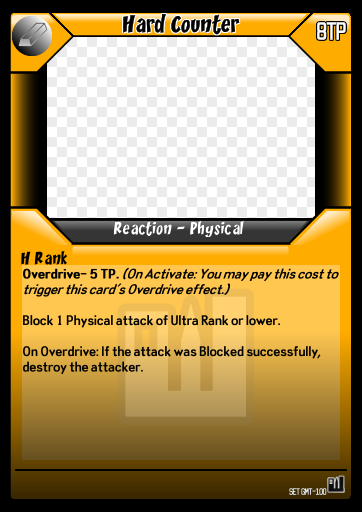 Hard Counter
8TP
Reaction - Physical
H Rank
Overdrive- 5 TP. (On Activate: You may pay this cost to
trigger this card's Overdrive effect.)
Block 1 Physical attack of Ultra Rank or lower.
On Overdrive: If the attack was Blocked successfully,
destroy the attacker.
SET GMT-100